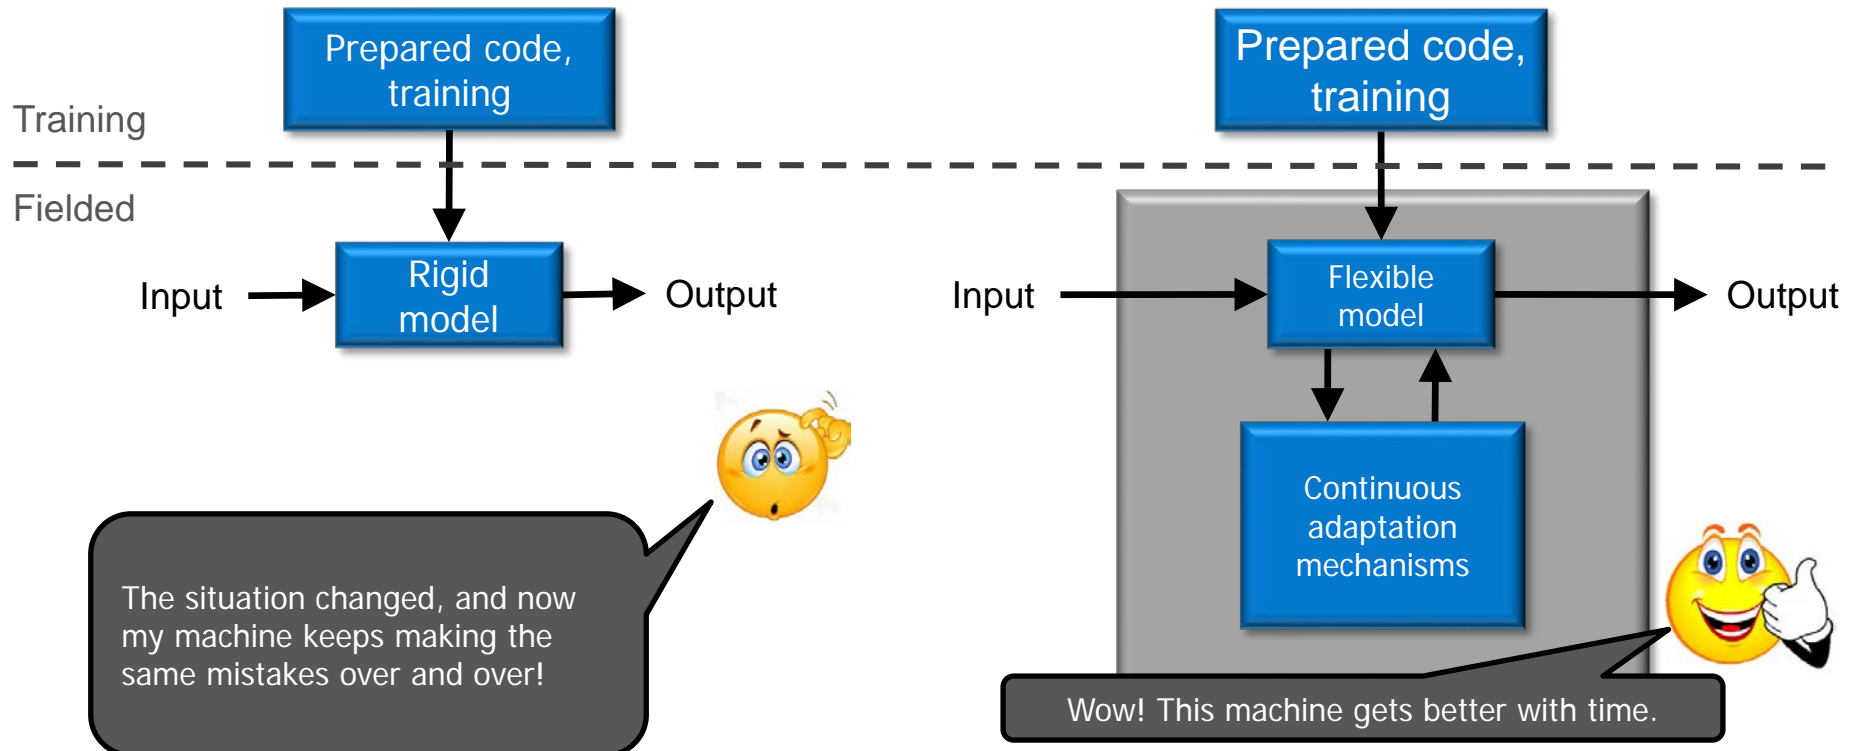 Prepared code,
training
Prepared code,
training
Training
Fielded
Input
Rigid
model
Output
Input
Flexible
model
Output
Continuous
adaptation
mechanisms
The situation changed, and now
my machine keeps making the
same mistakes over and over!
Wow! This machine gets better with time.